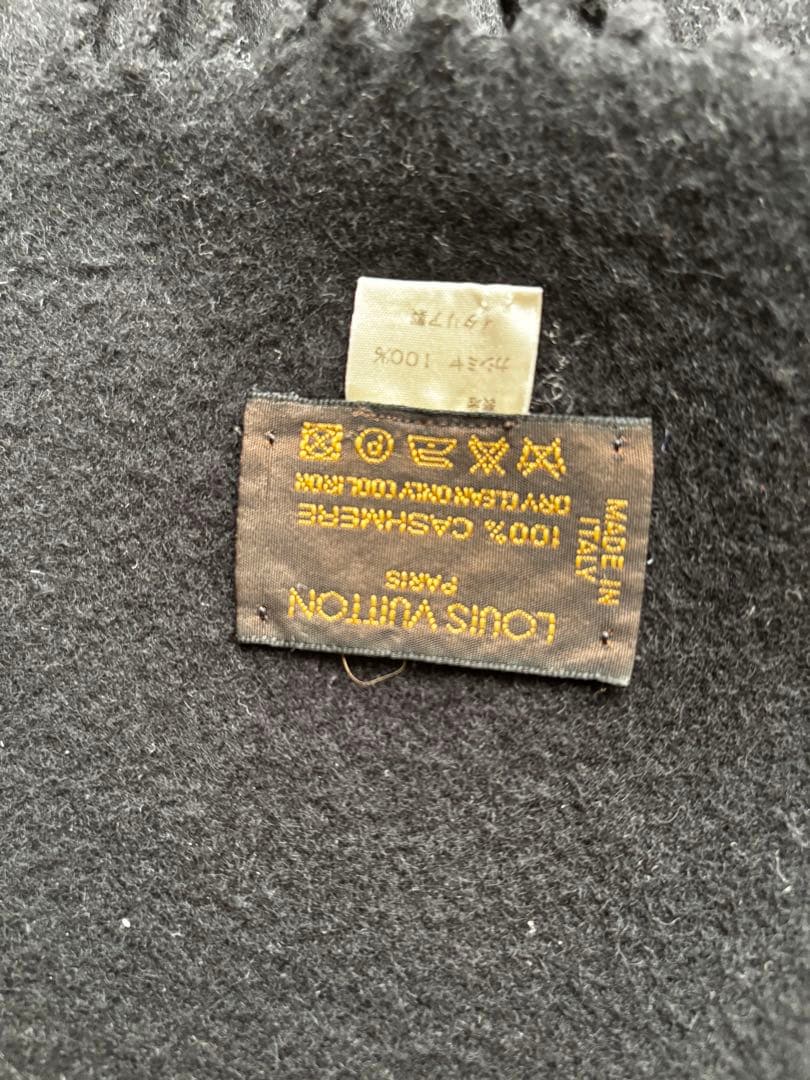 LOUIS VUITTON
PARIS
100% CASHMERE
DRY CLEAN ONLY COOL IRON
MADE IN
ITALY
カシミヤ 100%
イタリア製